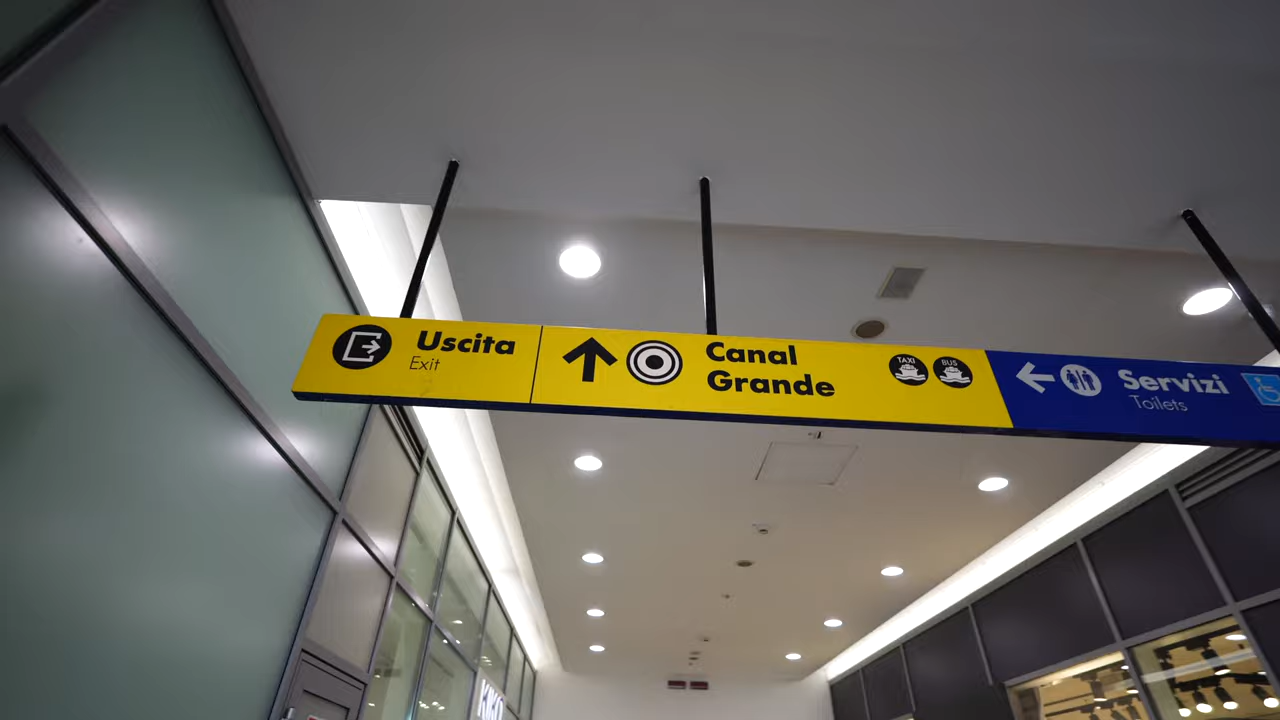 Uscita
Exit
Canal
Grande
TAXI
BUS
Servizi
Toilets
KIKO